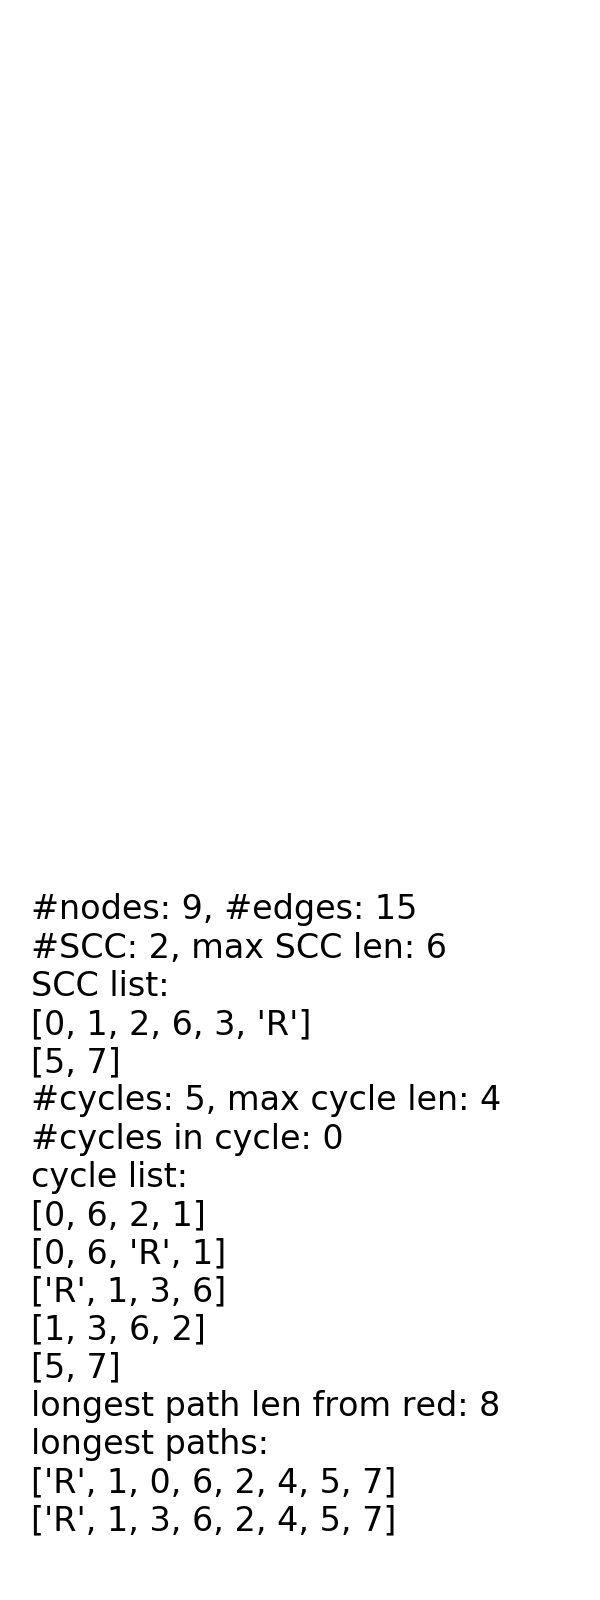 #nodes: 9, #edges: 15
#SCC: 2, max SCC len: 6
SCC list:
[0, 1, 2, 6, 3, 'R']
[5, 7]
#cycles: 5, max cycle len: 4
#cycles in cycle: 0
cycle list:
[0, 6, 2, 1]
[0, 6, 'R', 1]
['R', 1, 3, 6]
[1, 3, 6, 2]
[5, 7]
longest path len from red: 8
longest paths:
['R', 1, 0, 6, 2, 4, 5, 7]
['R', 1, 3, 6, 2, 4, 5, 7]